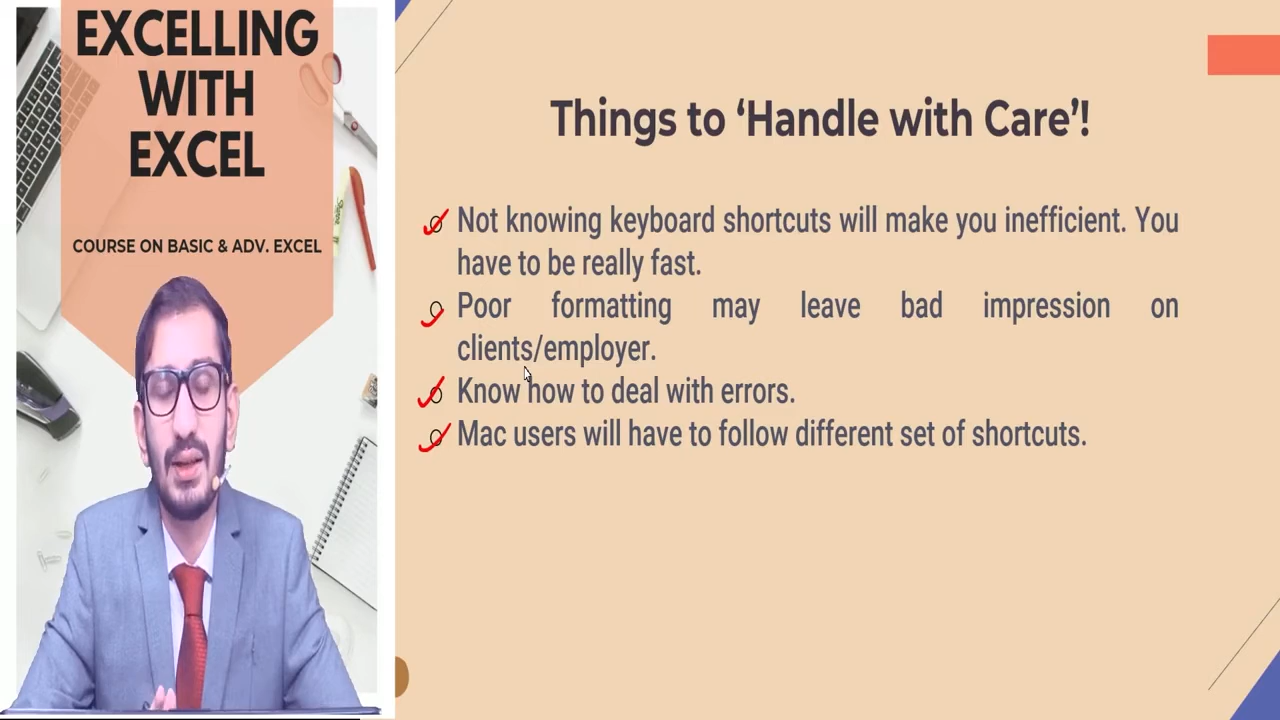 EXCELLING
WITH
EXCEL
COURSE ON BASIC & ADV. EXCEL
Things to ‘Handle with Care’!
Not knowing keyboard shortcuts will make you inefficient. You
have to be really fast.
Poor formatting may leave bad impression on
clients/employer.
Know how to deal with errors.
Mac users will have to follow different set of shortcuts.